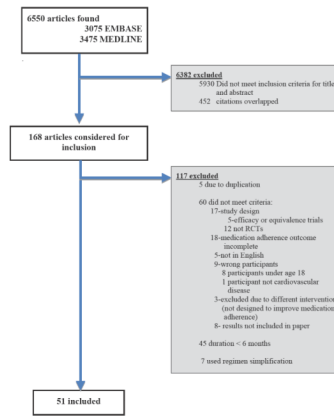 6550 articles found
3075 EMBASE
3475 MEDLINE
6382 excluded
5930 Did not meet inclusion criteria for title
and abstract
452 citations overlapped
168 articles considered for
inclusion
117 excluded
5 due to duplication
60 did not meet criteria:
17-study design
5-efficacy or equivalence trials
12 not RCTs
18-medication adherence outcome
incomplete
5-not in English
9-wrong participants
8 participants under age 18
1 participant not cardiovascular
disease
3-excluded due to different intervention
(not designed to improve medication
adherence)
8- results not included in paper
45 duration < 6 months
7 used regimen simplification
51 included